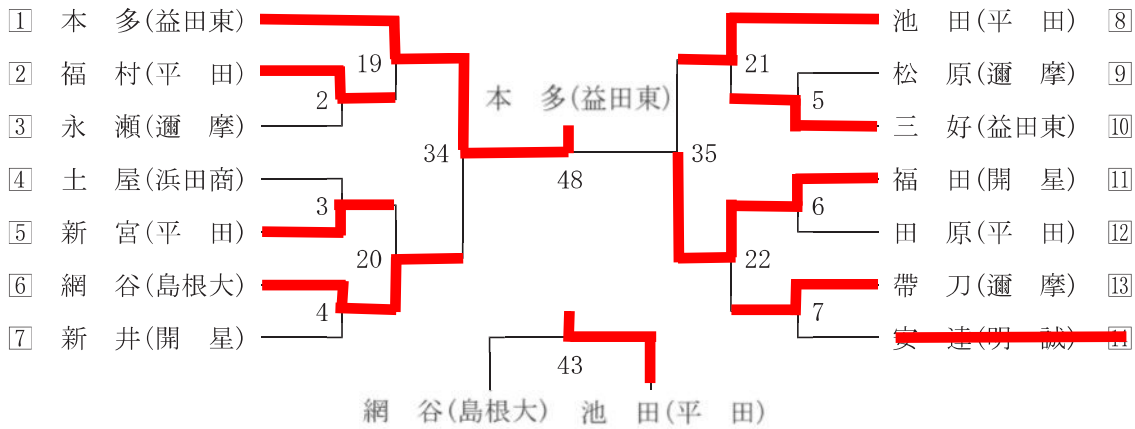 1 本 多(益田東)
2 福 村(平 田)
3 永 瀬(邇 摩)
4 土 屋(浜田商)
5 新 宮(平 田)
6 網 谷(島根大)
7 新 井(開 星)
19
2
3
20
4
34
本 多(益田東)
48
43
網 谷(島根大)
池 田(平 田)
35
21
5
6
22
7
池 田(平 田) 8
松 原(邇 摩) 9
三 好(益田東) 10
福 田(開 星) 11
田 原(平 田) 12
帯 刀(邇 摩) 13
安 達(明 誠) 14